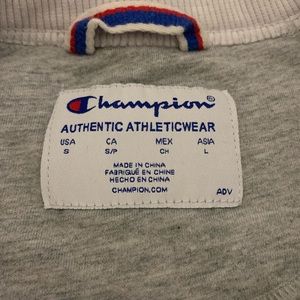 Champion®
AUTHENTIC ATHLETICWEAR
USA CA MEX ASIA
S S/P CH L
MADE IN CHINA
FABRIQUÉ EN CHINE
HECHO EN CHINA
CHAMPION.COM
ADV